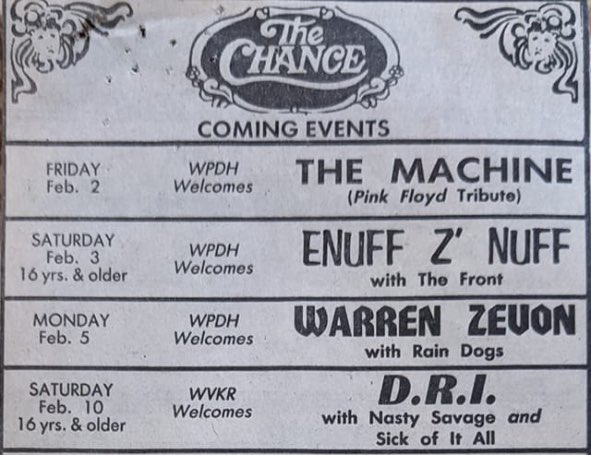 The
CHANCE
COMING EVENTS
FRIDAY
Feb. 2
WPDH
Welcomes
THE MACHINE
(Pink Floyd Tribute)
SATURDAY
Feb. 3
16 yrs. & older
WPDH
Welcomes
ENUFF Z' NUFF
with The Front
MONDAY
Feb. 5
WPDH
Welcomes
WARREN ZEVON
with Rain Dogs
SATURDAY
Feb. 10
16 yrs. & older
WVKR
Welcomes
D.R.I.
with Nasty Savage and
Sick of It All